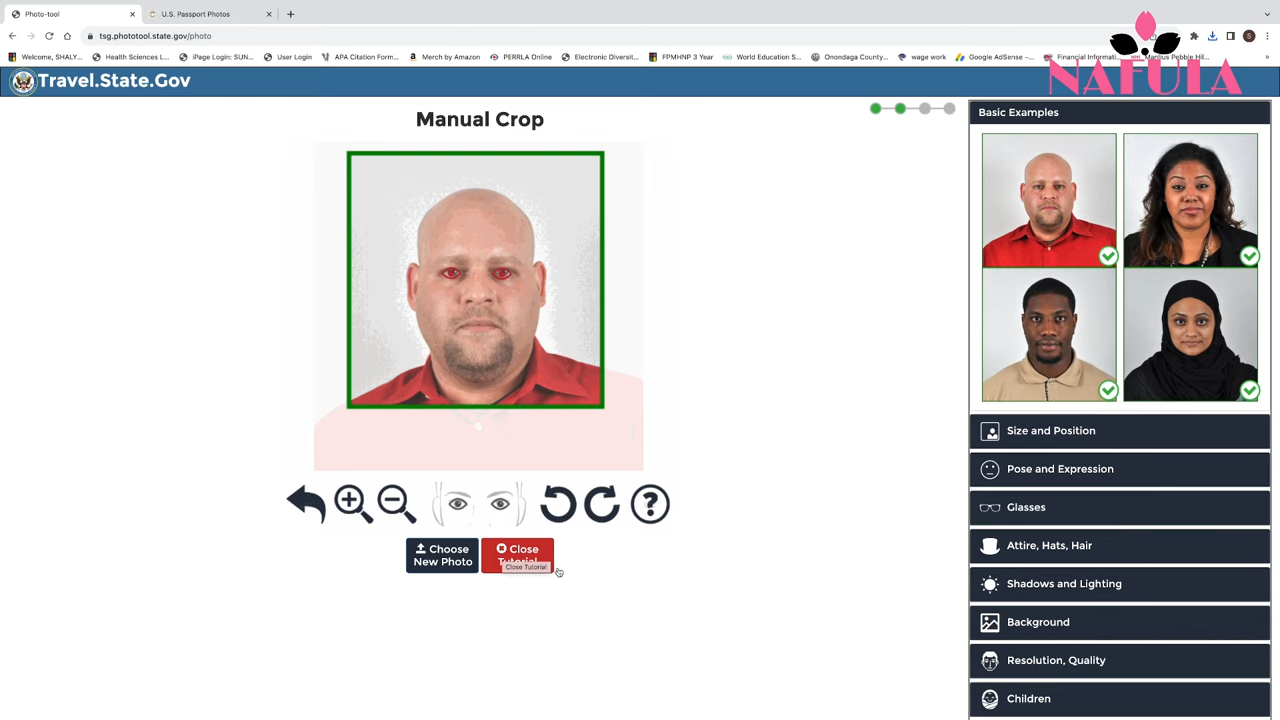 Photo-tool
U.S. Passport Photos
tsg.phototool.state.gov/photo
Welcome, SHALY...
Health Sciences L...
iPage Login: SUN...
User Login
APA Citation Form...
Merch by Amazon
PERRLA Online
Electronic Diversit...
FPMHNP 3 Year
World Education S...
Onondaga County...
wage work
Google AdSense –...
Financial Informati...
S
NAFULA
Travel.State.Gov
Manual Crop
Choose
New Photo
Close
Tutorial
Close Tutorial
Basic Examples
Size and Position
Pose and Expression
Glasses
Attire, Hats, Hair
Shadows and Lighting
Background
Resolution, Quality
Children